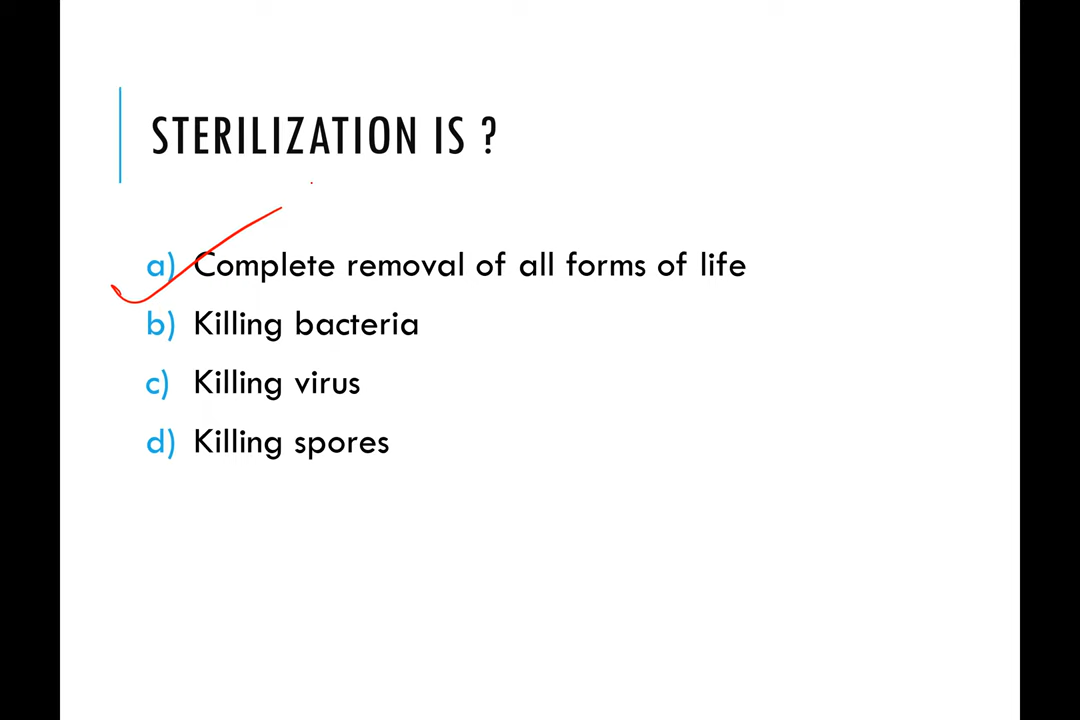 STERILIZATION IS ?
a) Complete removal of all forms of life
b) Killing bacteria
c) Killing virus
d) Killing spores